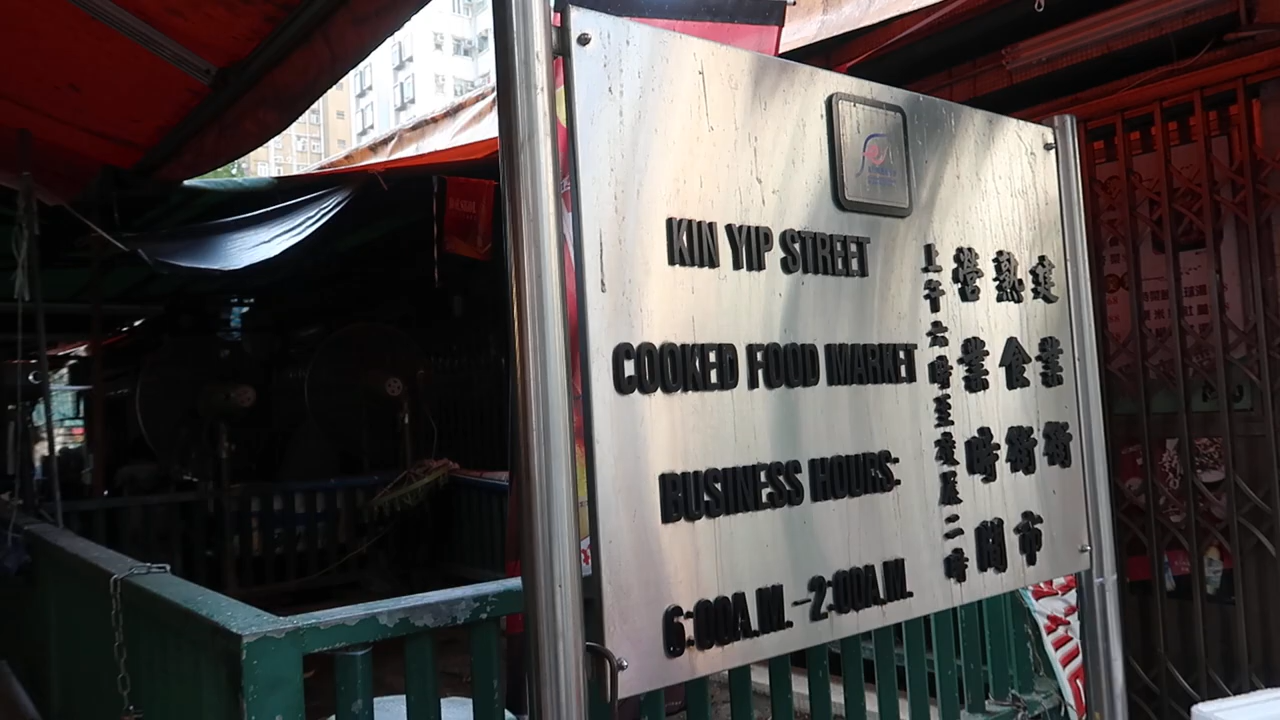 KIN YIP STREET
COOKED FOOD MARKET
BUSINESS HOURS:
6:00A.M.-2:00A.M.
建業街
熟食街市
營業時間
上午六時至凌晨二時